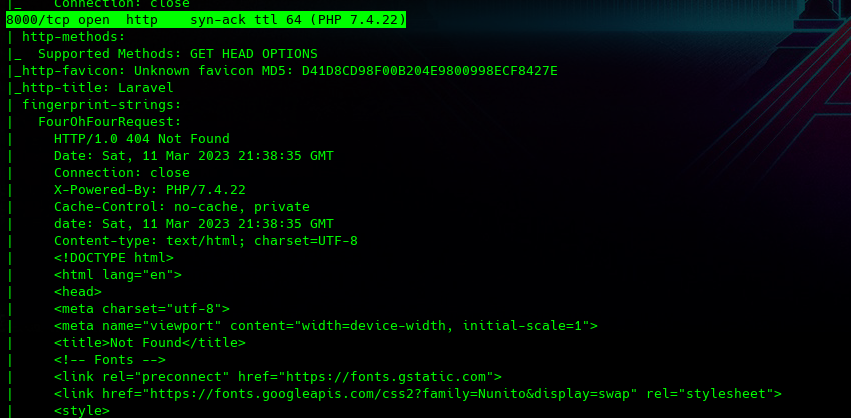 |_    Connection: close
8000/tcp open  http    syn-ack ttl 64 (PHP 7.4.22)
| http-methods:
|_  Supported Methods: GET HEAD OPTIONS
|_http-favicon: Unknown favicon MD5: D41D8CD98F00B204E9800998ECF8427E
|_http-title: Laravel
| fingerprint-strings:
|   FourOhFourRequest:
|     HTTP/1.0 404 Not Found
|     Date: Sat, 11 Mar 2023 21:38:35 GMT
|     Connection: close
|     X-Powered-By: PHP/7.4.22
|     Cache-Control: no-cache, private
|     date: Sat, 11 Mar 2023 21:38:35 GMT
|     Content-type: text/html; charset=UTF-8
|     <!DOCTYPE html>
|     <html lang="en">
|     <head>
|     <meta charset="utf-8">
|     <meta name="viewport" content="width=device-width, initial-scale=1">
|     <title>Not Found</title>
|     <!-- Fonts -->
|     <link rel="preconnect" href="https://fonts.gstatic.com">
|     <link href="https://fonts.googleapis.com/css2?family=Nunito&display=swap" rel="stylesheet">
|     <style>